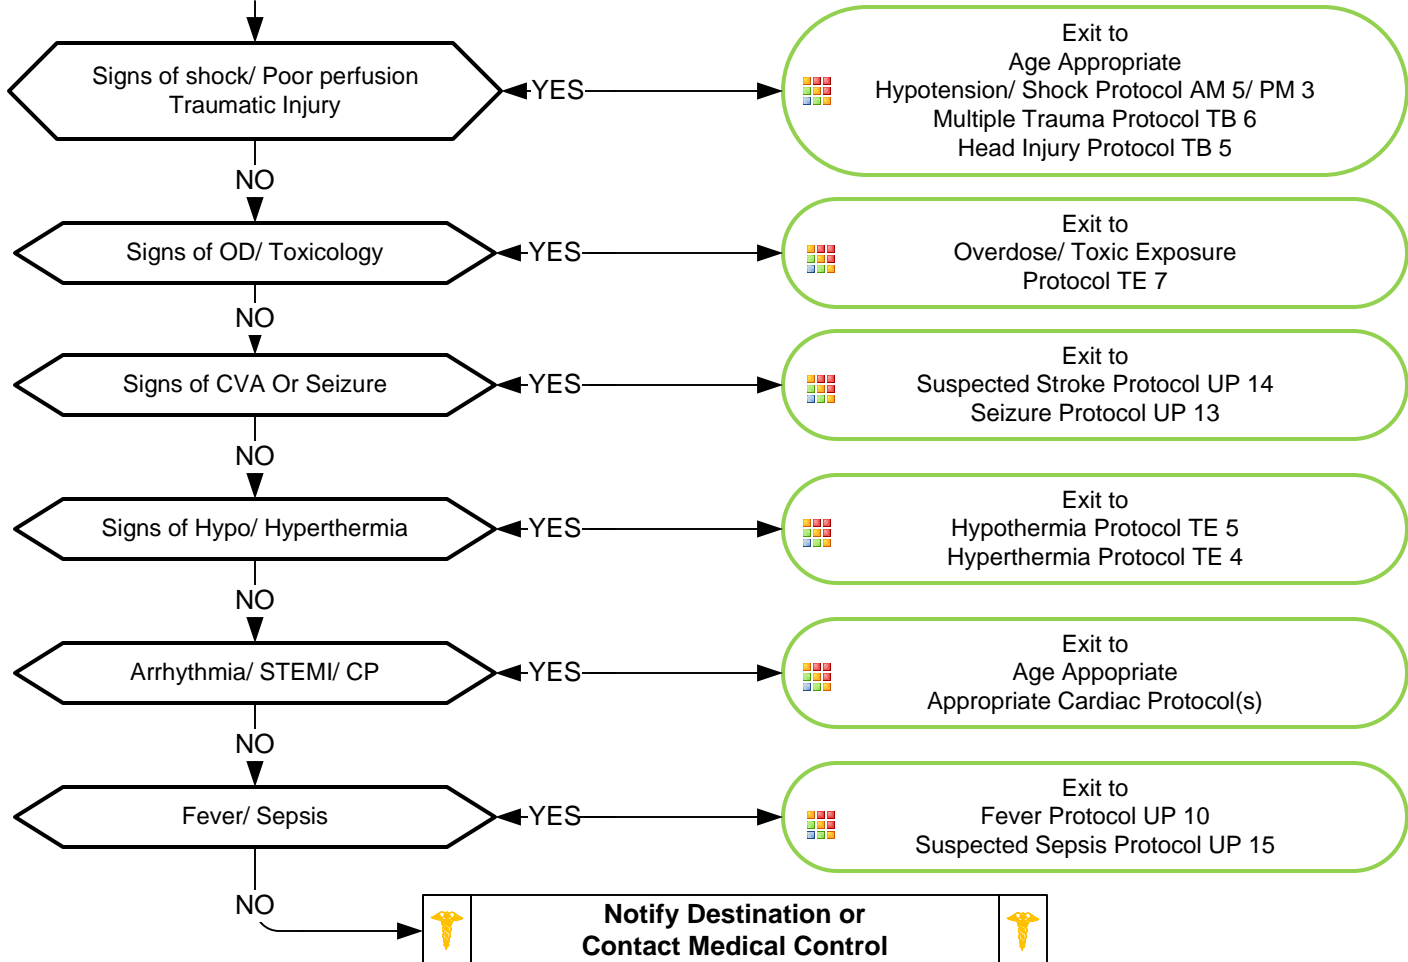 Signs of shock/ Poor perfusion
Traumatic Injury
YES
Exit to
Age Appropriate
Hypotension/ Shock Protocol AM 5/ PM 3
Multiple Trauma Protocol TB 6
Head Injury Protocol TB 5
NO
Signs of OD/ Toxicology
YES
Exit to
Overdose/ Toxic Exposure
Protocol TE 7
NO
Signs of CVA Or Seizure
YES
Exit to
Suspected Stroke Protocol UP 14
Seizure Protocol UP 13
NO
Signs of Hypo/ Hyperthermia
YES
Exit to
Hypothermia Protocol TE 5
Hyperthermia Protocol TE 4
NO
Arrhythmia/ STEMI/ CP
YES
Exit to
Age Appopriate
Appropriate Cardiac Protocol(s)
NO
Fever/ Sepsis
YES
Exit to
Fever Protocol UP 10
Suspected Sepsis Protocol UP 15
NO
Notify Destination or
Contact Medical Control